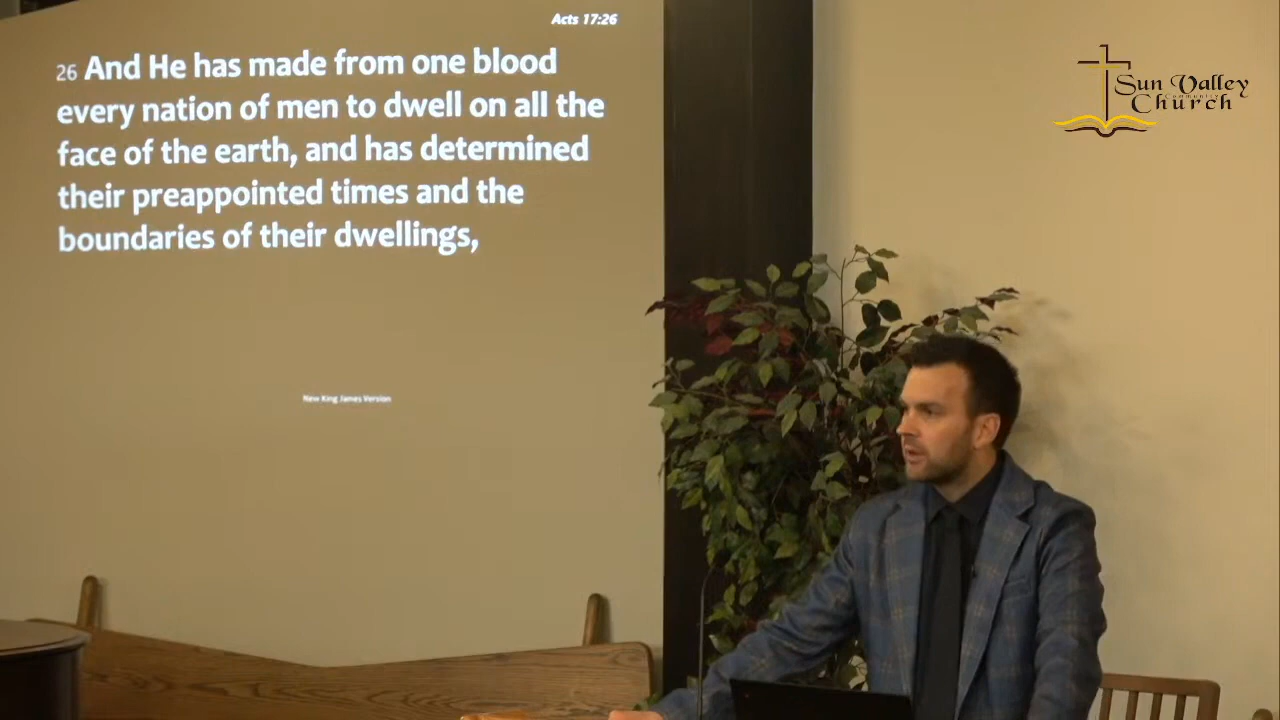 Acts 17:26
26 And He has made from one blood
every nation of men to dwell on all the
face of the earth, and has determined
their preappointed times and the
boundaries of their dwellings,
New King James Version
Sun Valley
Community
Church